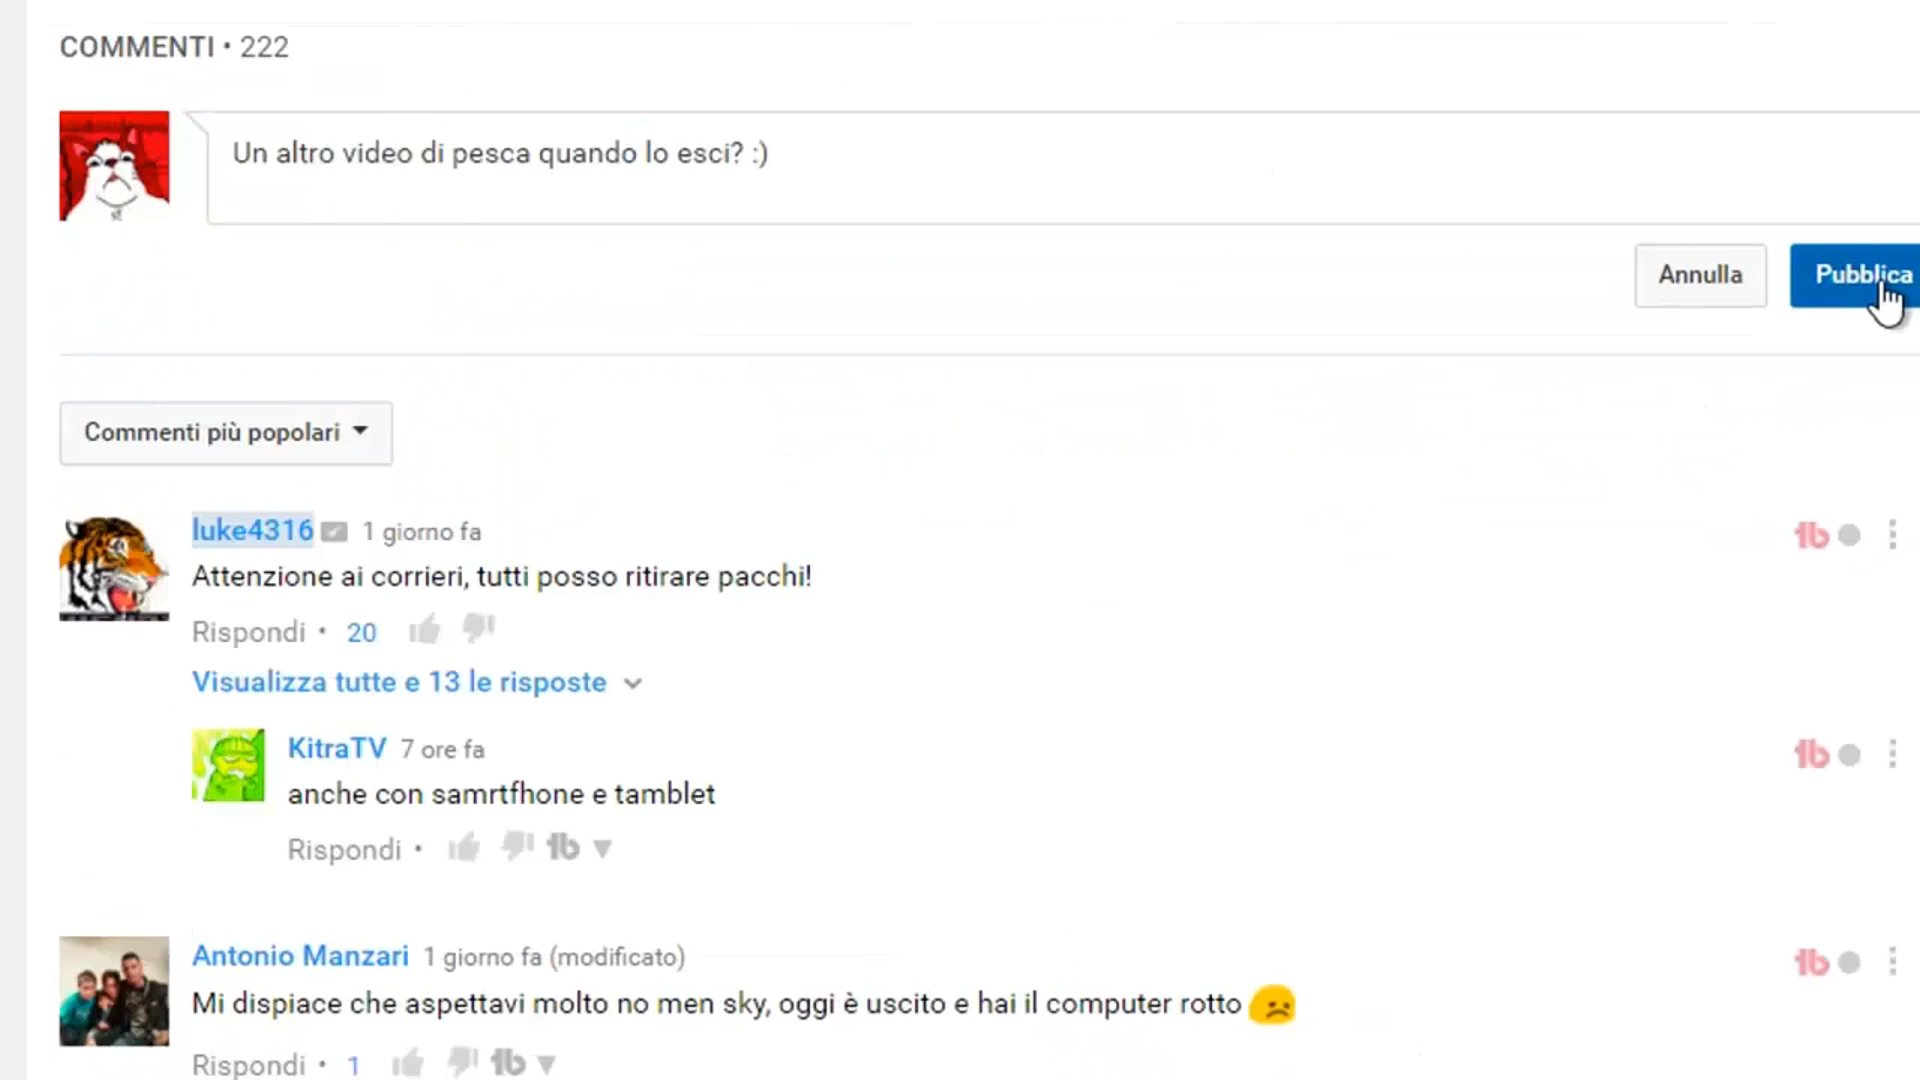 COMMENTI • 222
Un altro video di pesca quando lo esci? :)
Annulla
Pubblica
Commenti più popolari
luke4316 1 giorno fa
Attenzione ai corrieri, tutti posso ritirare pacchi!
Rispondi • 20
Visualizza tutte e 13 le risposte
KitraTV 7 ore fa
anche con samrtfhone e tamblet
Rispondi •
Antonio Manzari 1 giorno fa (modificato)
Mi dispiace che aspettavi molto no men sky, oggi è uscito e hai il computer rotto
Rispondi • 1